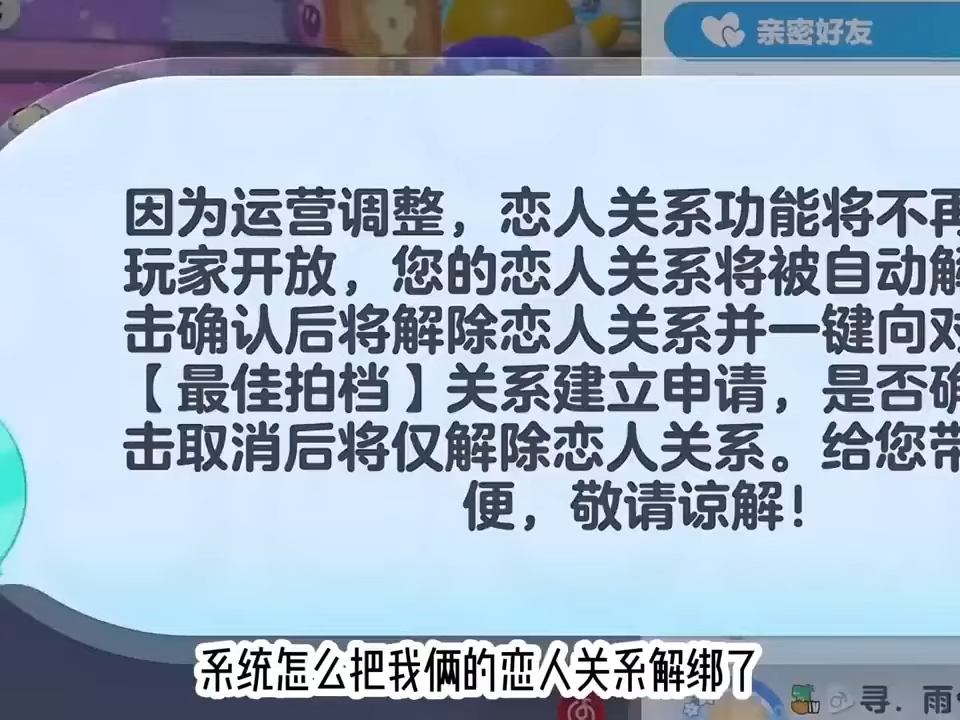 亲密好友
因为运营调整，恋人关系功能将不再
玩家开放，您的恋人关系将被自动解
击确认后将解除恋人关系并一键向对
【最佳拍档】关系建立申请，是否确
击取消后将仅解除恋人关系。给您带
便，敬请谅解！
系统怎么把我俩的恋人关系解绑了
寻．雨